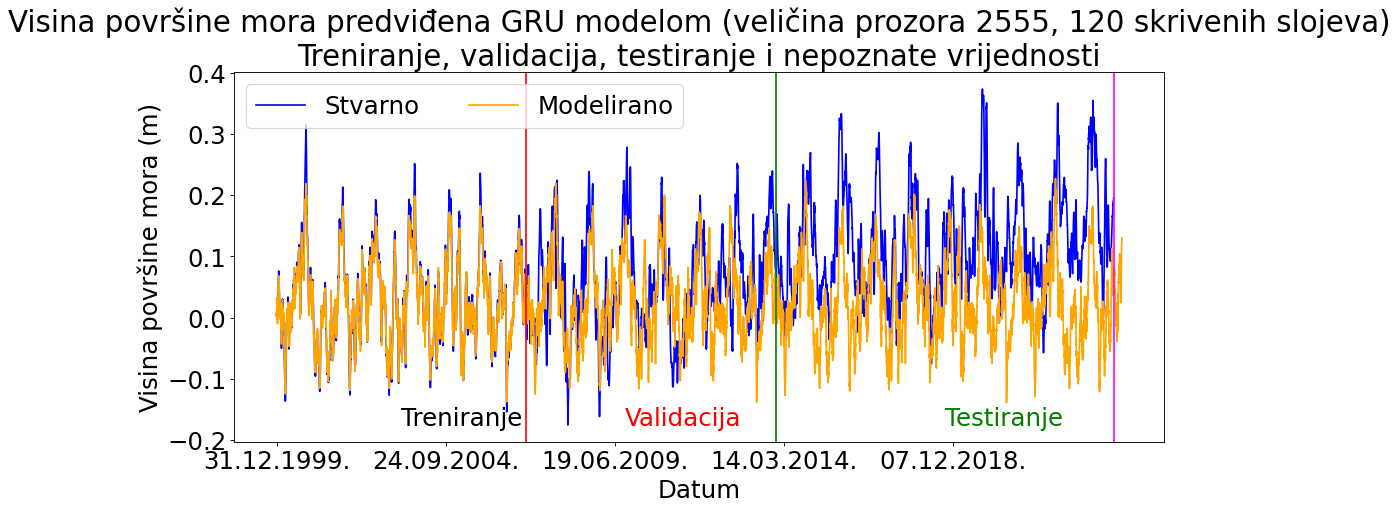 Visina površine mora predviđena GRU modelom (veličina prozora 2555, 120 skrivenih slojeva)
Treniranje, validacija, testiranje i nepoznate vrijednosti
Stvarno
Modelirano
Visina površine mora (m)
0.4
0.3
0.2
0.1
0.0
−0.1
−0.2
Treniranje
Validacija
Testiranje
31.12.1999.
24.09.2004.
19.06.2009.
14.03.2014.
07.12.2018.
Datum